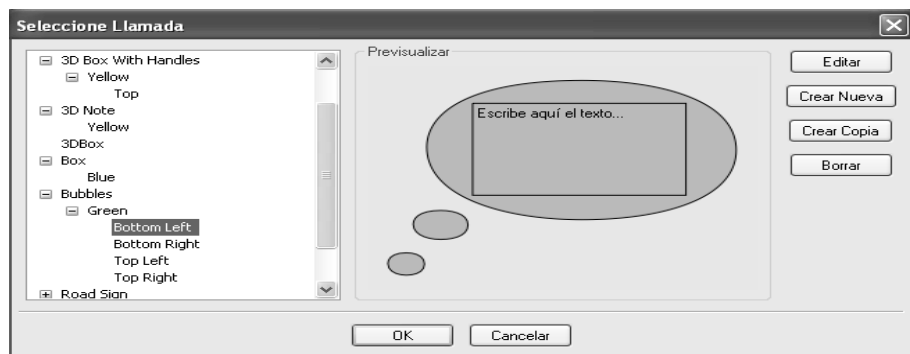 Seleccione Llamada
3D Box With Handles
Yellow
Top
3D Note
Yellow
3DBox
Box
Blue
Bubbles
Green
Bottom Left
Bottom Right
Top Left
Top Right
Road Sign
Previsualizar
Escribe aquí el texto...
Editar
Crear Nueva
Crear Copia
Borrar
OK
Cancelar